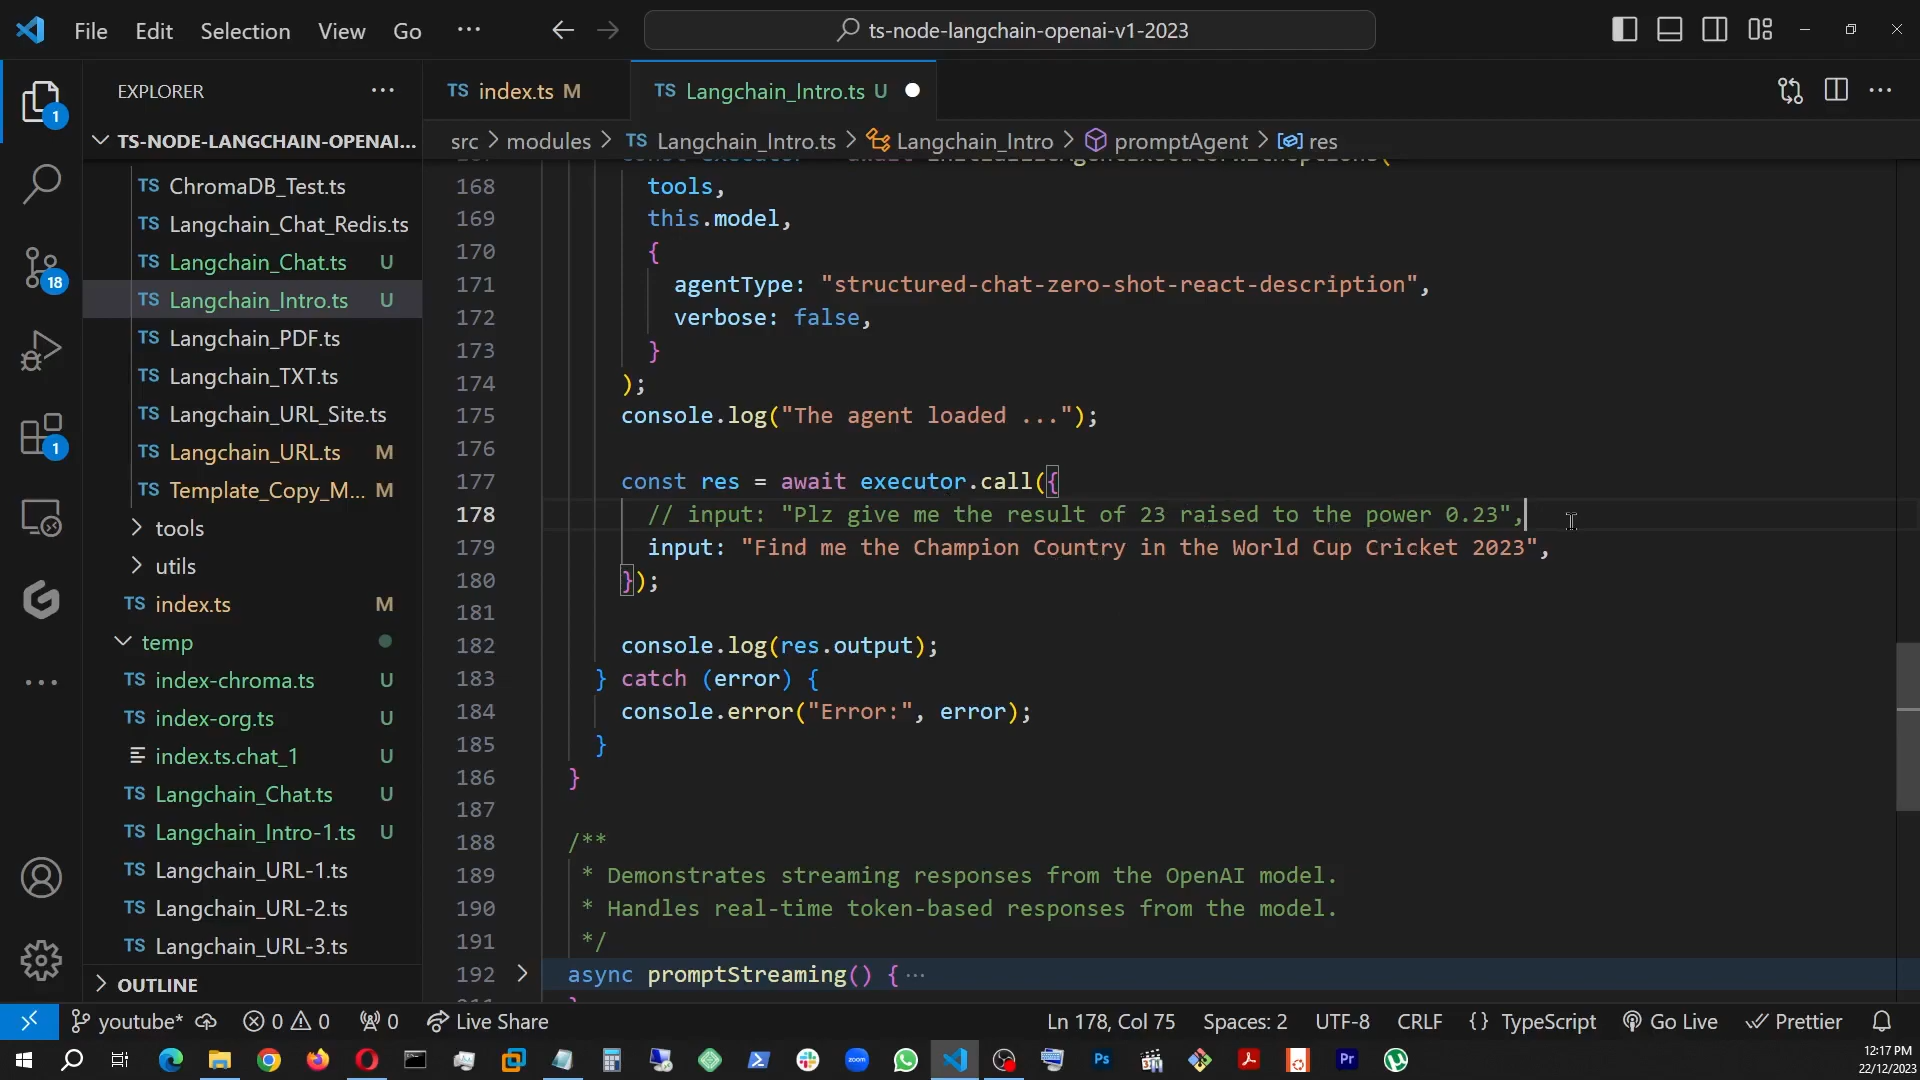 File Edit Selection View Go ···
ts-node-langchain-openai-v1-2023
EXPLORER
TS index.ts M
TS Langchain_Intro.ts U
TS-NODE-LANGCHAIN-OPENAI...
src > modules > TS Langchain_Intro.ts > Langchain_Intro > promptAgent > res
TS ChromaDB_Test.ts
TS Langchain_Chat_Redis.ts
TS Langchain_Chat.ts U
TS Langchain_Intro.ts U
TS Langchain_PDF.ts
TS Langchain_TXT.ts
TS Langchain_URL_Site.ts
TS Langchain_URL.ts M
TS Template_Copy_M... M
> tools
> utils
TS index.ts M
temp
TS index-chroma.ts U
TS index-org.ts U
index.ts.chat_1 U
TS Langchain_Chat.ts U
TS Langchain_Intro-1.ts U
TS Langchain_URL-1.ts
TS Langchain_URL-2.ts
TS Langchain_URL-3.ts
> OUTLINE
1
18
1
168 tools,
169 this.model,
170 {
171 agentType: "structured-chat-zero-shot-react-description",
172 verbose: false,
173 }
174 );
175 console.log("The agent loaded ...");
176
177 const res = await executor.call({
178 // input: "Plz give me the result of 23 raised to the power 0.23",
179 input: "Find me the Champion Country in the World Cup Cricket 2023",
180 });
181
182 console.log(res.output);
183 } catch (error) {
184 console.error("Error:", error);
185 }
186 }
187
188 /**
189 * Demonstrates streaming responses from the OpenAI model.
190 * Handles real-time token-based responses from the model.
191 */
192 > async promptStreaming() { ···
youtube* 0 0 0 Live Share
Ln 178, Col 75 Spaces: 2 UTF-8 CRLF {} TypeScript Go Live Prettier
zoom Ps Pr
12:17 PM
22/12/2023